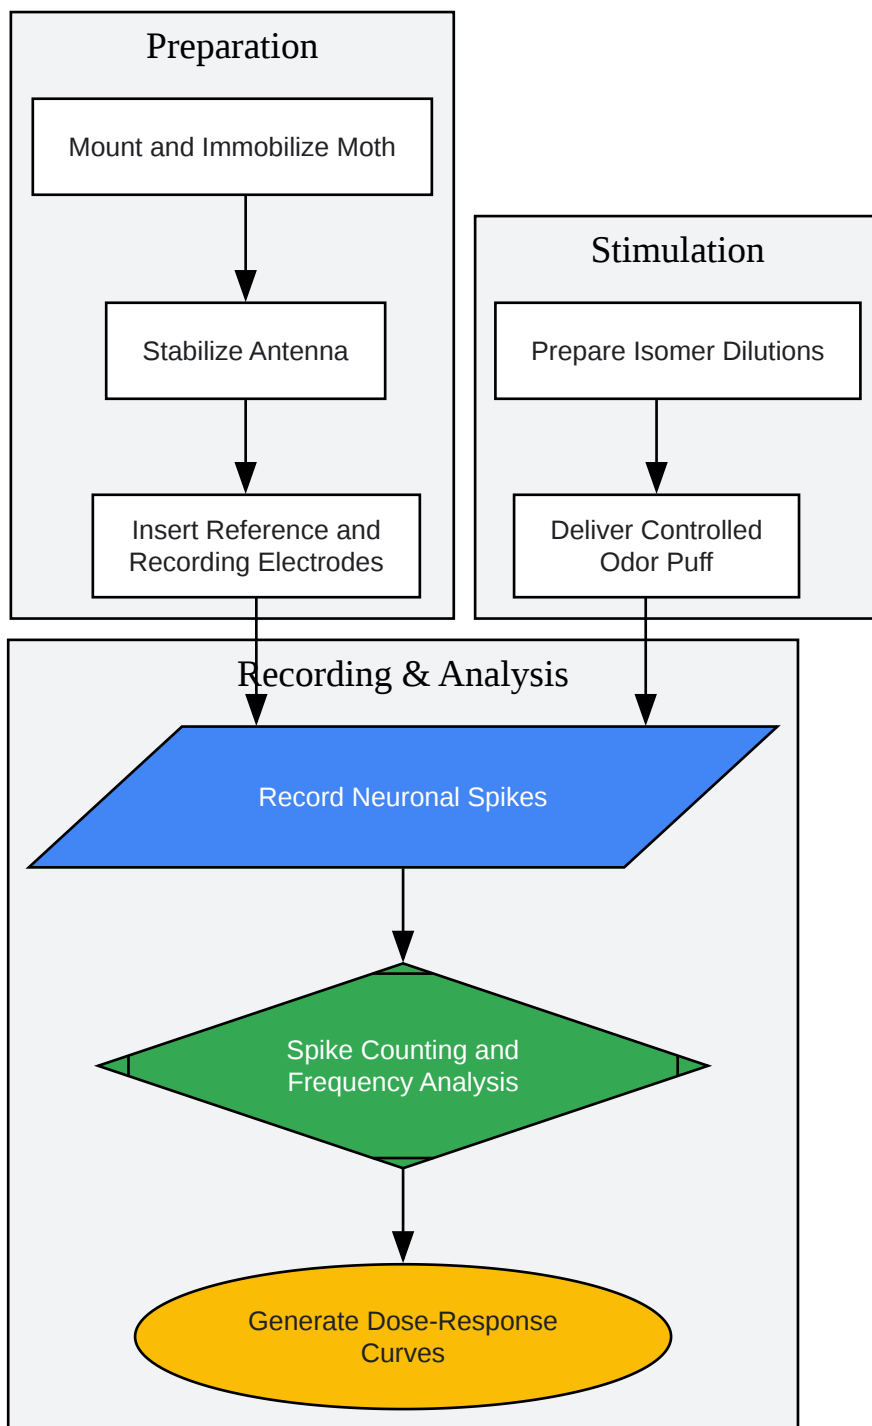 Preparation
Mount and Immobilize Moth
Stabilize Antenna
Insert Reference and
Recording Electrodes
Stimulation
Prepare Isomer Dilutions
Deliver Controlled
Odor Puff
Recording & Analysis
Record Neuronal Spikes
Spike Counting and
Frequency Analysis
Generate Dose-Response
Curves